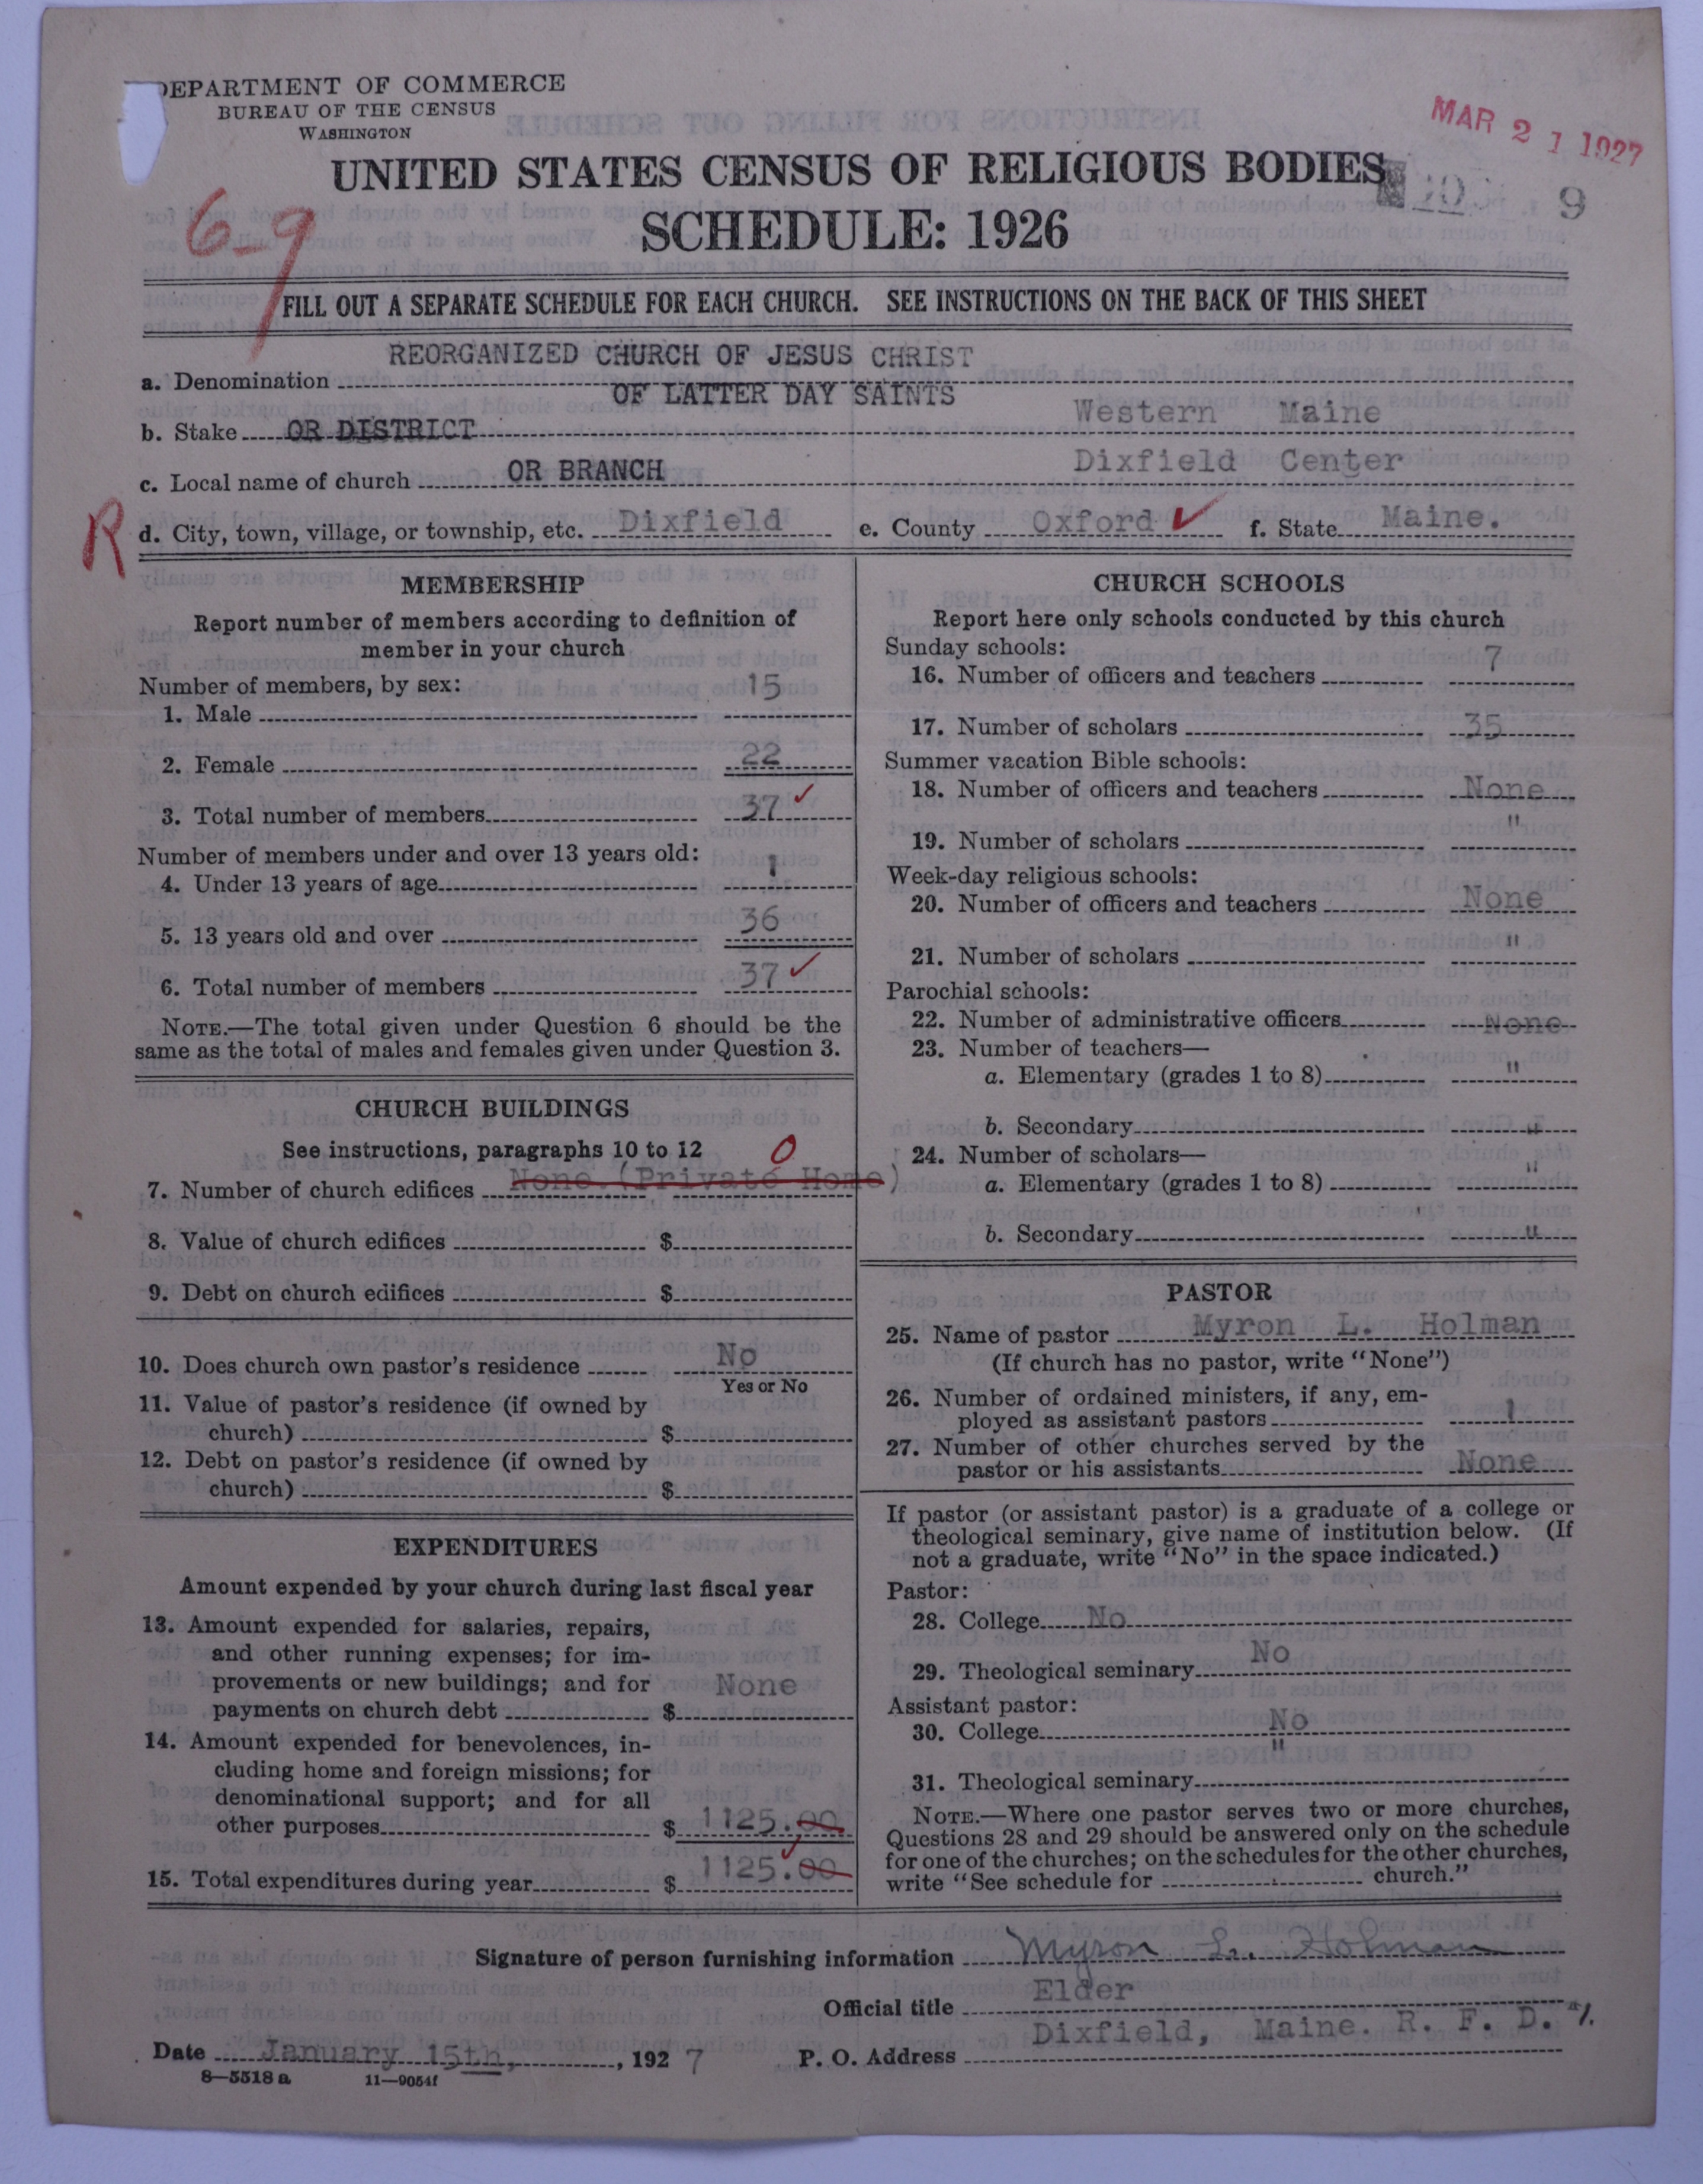 DEPARTMENT OF COMMERCE
BUREAU OF THE CENSUS
WASHINGTON
MAR 21 1927
UNITED STATES CENSUS OF RELIGIOUS BODIES
9
SCHEDULE: 1926
6-9
FILL OUT A SEPARATE SCHEDULE FOR EACH CHURCH. SEE INSTRUCTIONS ON THE BACK OF THIS SHEET
REORGANIZED CHURCH OF JESUS CHRIST
a. Denomination
OF LATTER DAY SAINTS
b. Stake OR DISTRICT Western Maine
c. Local name of church OR BRANCH Dixfield Center
R
d. City, town, village, or township, etc. Dixfield e. County Oxford ✓ f. State Maine.
MEMBERSHIP
Report number of members according to definition of
member in your church
Number of members, by sex:
1. Male 15
2. Female 22
3. Total number of members 37 ✓
Number of members under and over 13 years old:
4. Under 13 years of age 1
5. 13 years old and over 36
6. Total number of members 37 ✓
NOTE.—The total given under Question 6 should be the
same as the total of males and females given under Question 3.
CHURCH BUILDINGS
See instructions, paragraphs 10 to 12 0
7. Number of church edifices None (Private Home)
8. Value of church edifices $
9. Debt on church edifices $
10. Does church own pastor's residence No
Yes or No
11. Value of pastor's residence (if owned by
church) $
12. Debt on pastor's residence (if owned by
church) $
EXPENDITURES
Amount expended by your church during last fiscal year
13. Amount expended for salaries, repairs,
and other running expenses; for im-
provements or new buildings; and for
payments on church debt $ None
14. Amount expended for benevolences, in-
cluding home and foreign missions; for
denominational support; and for all
other purposes $ 1125.00
15. Total expenditures during year $ 1125.00 ✓
CHURCH SCHOOLS
Report here only schools conducted by this church
Sunday schools:
16. Number of officers and teachers 7
17. Number of scholars 35
Summer vacation Bible schools:
18. Number of officers and teachers None
19. Number of scholars "
Week-day religious schools:
20. Number of officers and teachers None
21. Number of scholars "
Parochial schools:
22. Number of administrative officers None
23. Number of teachers—
a. Elementary (grades 1 to 8) "
b. Secondary "
24. Number of scholars—
a. Elementary (grades 1 to 8) "
b. Secondary "
PASTOR
25. Name of pastor Myron L. Holman
(If church has no pastor, write "None")
26. Number of ordained ministers, if any, em-
ployed as assistant pastors 1
27. Number of other churches served by the
pastor or his assistants None
If pastor (or assistant pastor) is a graduate of a college or
theological seminary, give name of institution below. (If
not a graduate, write "No" in the space indicated.)
Pastor:
28. College No
29. Theological seminary No
Assistant pastor:
30. College No
31. Theological seminary "
NOTE.—Where one pastor serves two or more churches,
Questions 28 and 29 should be answered only on the schedule
for one of the churches; on the schedules for the other churches,
write "See schedule for church."
Signature of person furnishing information Myron L. Holman
Official title Elder
Date January 15th, 1927 P. O. Address Dixfield, Maine. R. F. D. #1.
8—5518 a 11—9054f